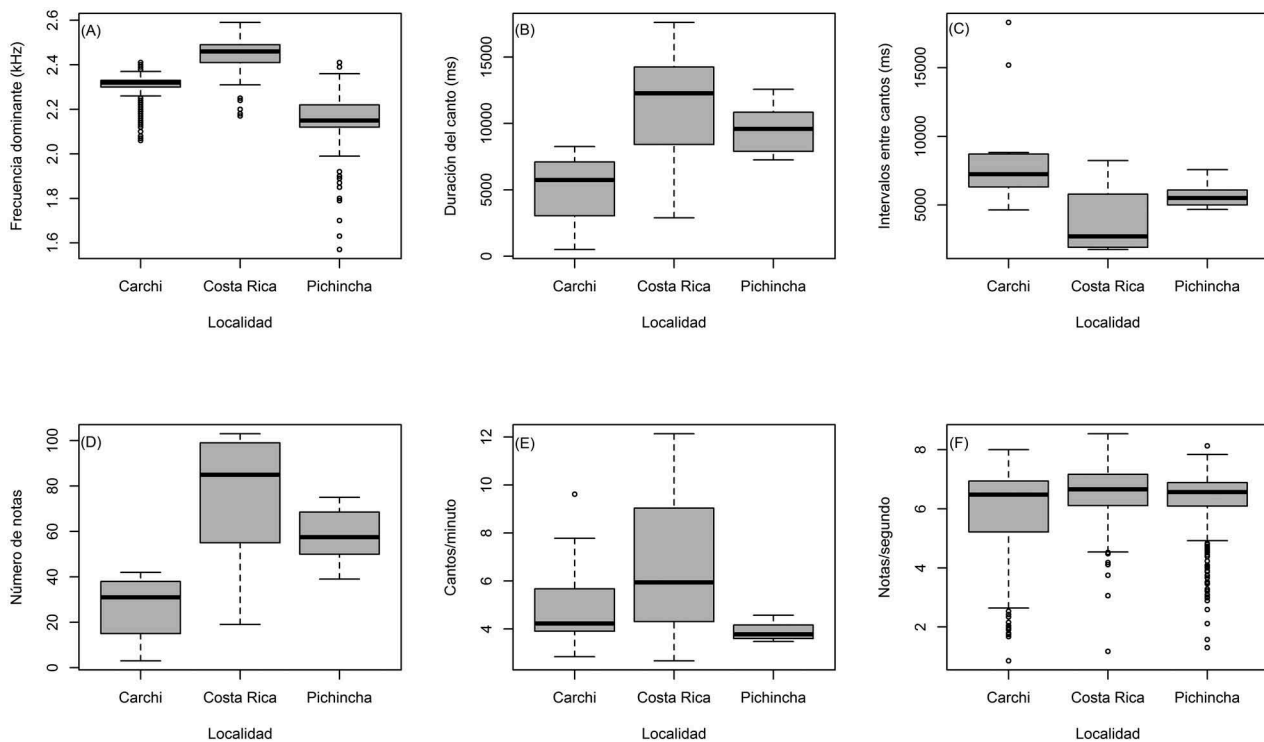 (A)
Frecuencia dominante (kHz)
2.6
2.4
2.2
2.0
1.8
1.6
Carchi Costa Rica Pichincha
Localidad
(B)
Duración del canto (ms)
15000
10000
5000
0
Carchi Costa Rica Pichincha
Localidad
(C)
Intervalos entre cantos (ms)
15000
10000
5000
Carchi Costa Rica Pichincha
Localidad
(D)
Número de notas
100
80
60
40
20
0
Carchi Costa Rica Pichincha
Localidad
(E)
Cantos/minuto
12
10
8
6
4
Carchi Costa Rica Pichincha
Localidad
(F)
Notas/segundo
8
6
4
2
Carchi Costa Rica Pichincha
Localidad